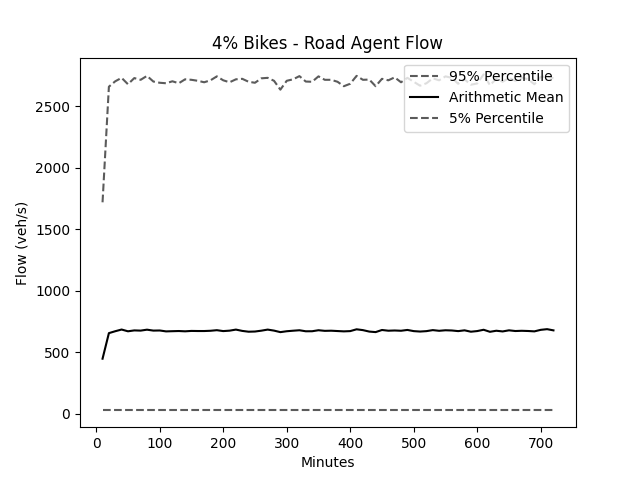 4% Bikes - Road Agent Flow
95% Percentile
Arithmetic Mean
5% Percentile
Flow (veh/s)
2500
2000
1500
1000
500
0
0 100 200 300 400 500 600 700
Minutes